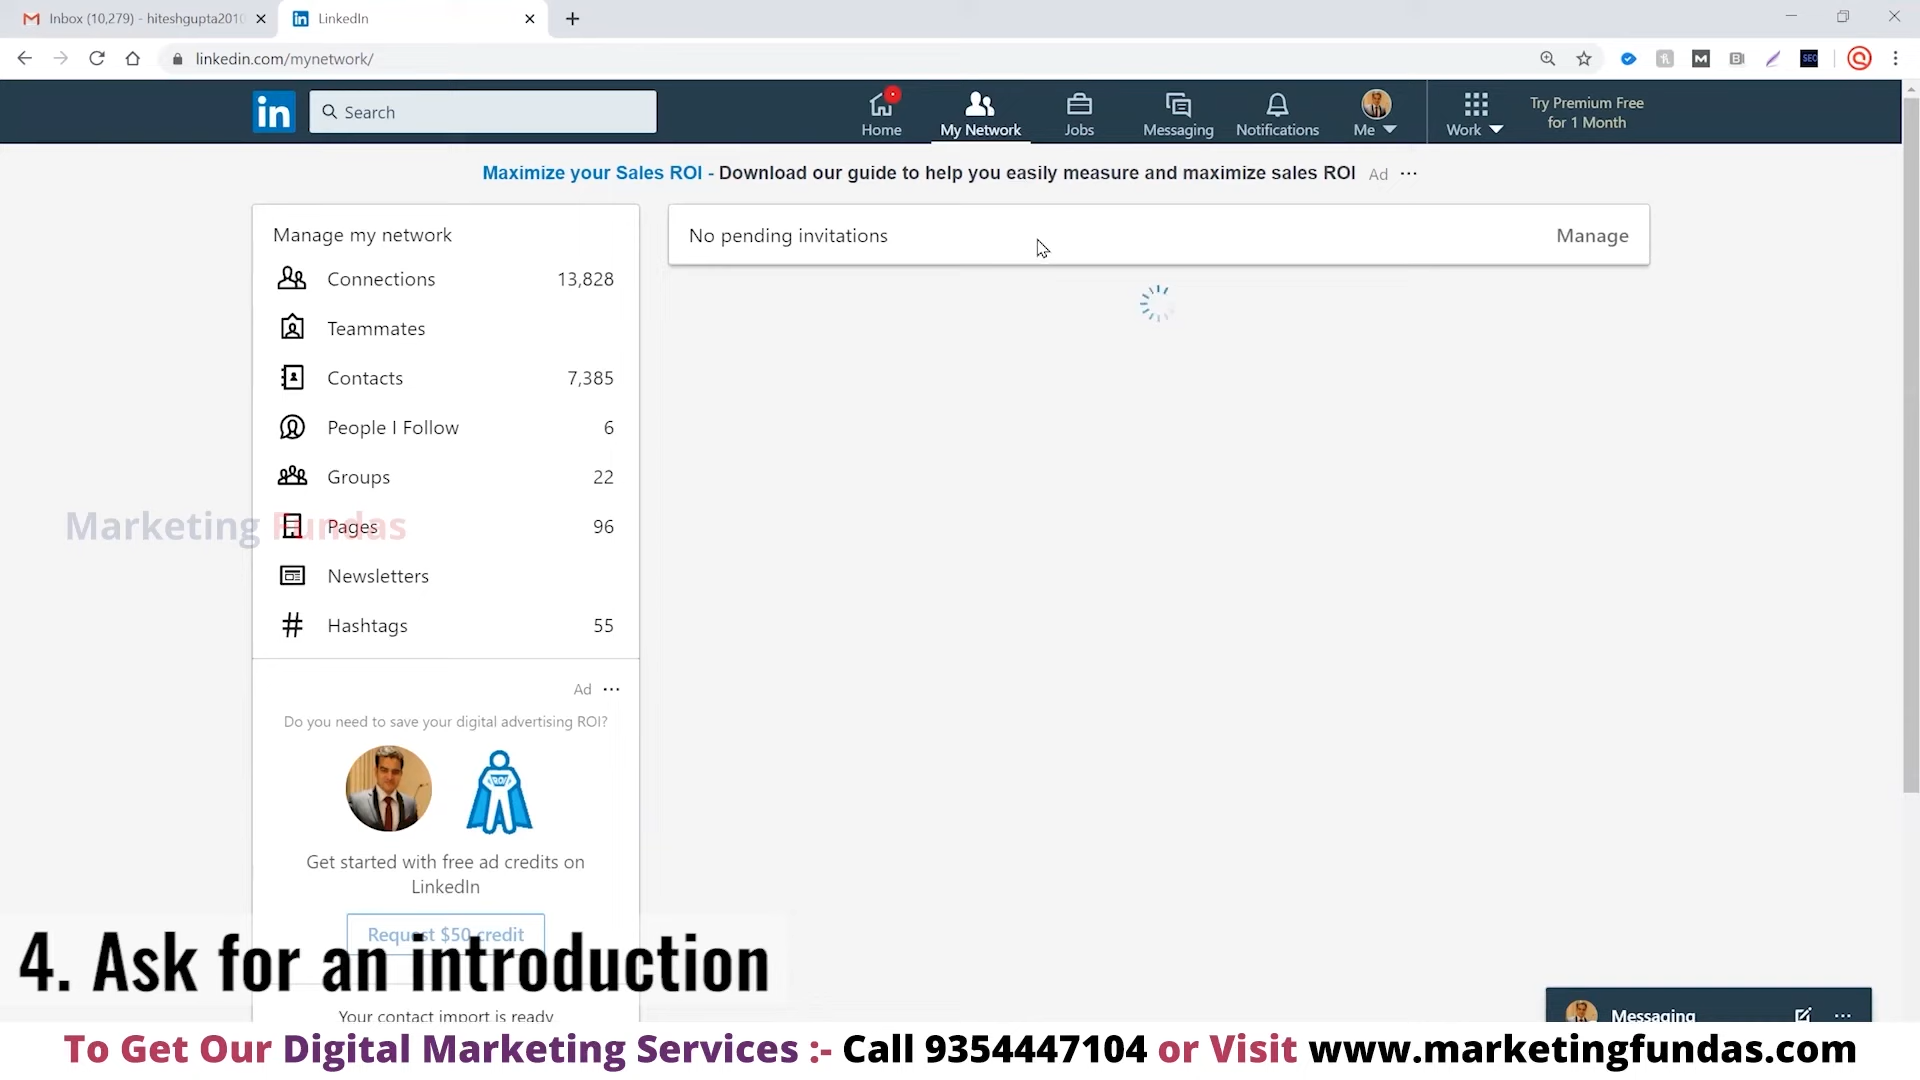 Inbox (10,279) - hiteshgupta2010
LinkedIn
linkedin.com/mynetwork/
in
Search
Home
My Network
Jobs
Messaging
Notifications
Me
Work
Try Premium Free
for 1 Month
Maximize your Sales ROI - Download our guide to help you easily measure and maximize sales ROI Ad ...
Manage my network
Connections 13,828
Teammates
Contacts 7,385
People I Follow 6
Groups 22
Pages 96
Newsletters
Hashtags 55
Marketing Fundas
No pending invitations
Manage
Ad ...
Do you need to save your digital advertising ROI?
ROI
Get started with free ad credits on
LinkedIn
Request $50 credit
Your contact import is ready
4. Ask for an introduction
Messaging ...
To Get Our Digital Marketing Services :- Call 9354447104 or Visit www.marketingfundas.com